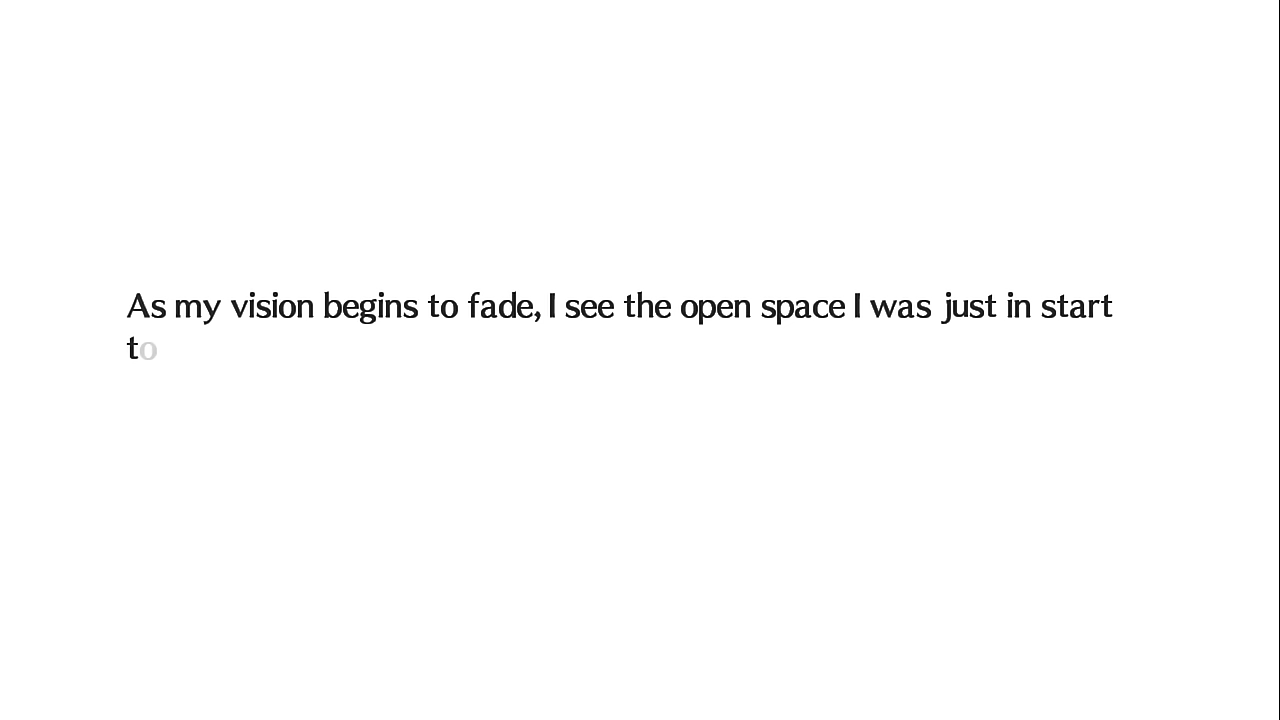 As my vision begins to fade, I see the open space I was just in start
to